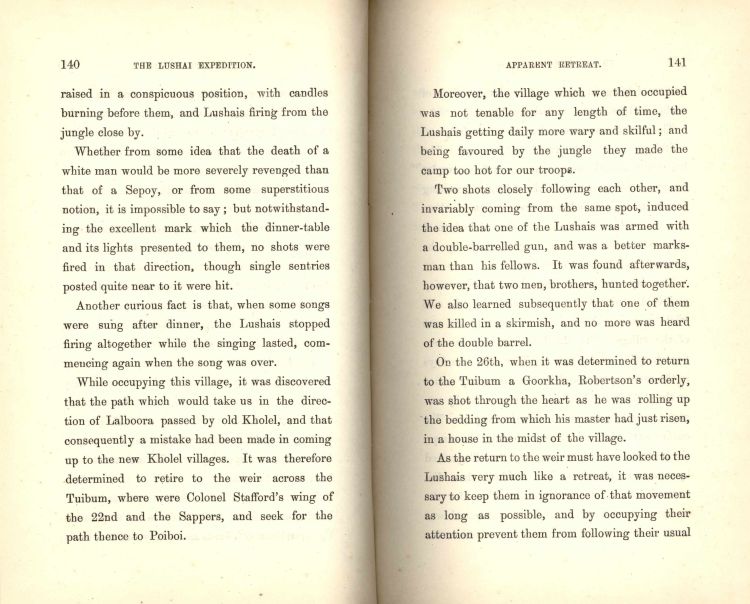 140 THE LUSHAI EXPEDITION.
raised in a conspicuous position, with candles
burning before them, and Lushais firing from the
jungle close by.
Whether from some idea that the death of a
white man would be more severely revenged than
that of a Sepoy, or from some superstitious
notion, it is impossible to say; but notwithstand-
ing the excellent mark which the dinner-table
and its lights presented to them, no shots were
fired in that direction, though single sentries
posted quite near to it were hit.
Another curious fact is that, when some songs
were sung after dinner, the Lushais stopped
firing altogether while the singing lasted, com-
mencing again when the song was over.
While occupying this village, it was discovered
that the path which would take us in the direc-
tion of Lalboora passed by old Kholel, and that
consequently a mistake had been made in coming
up to the new Kholel villages. It was therefore
determined to retire to the weir across the
Tuibum, where were Colonel Stafford's wing of
the 22nd and the Sappers, and seek for the
path thence to Poiboi.
APPARENT RETREAT. 141
Moreover, the village which we then occupied
was not tenable for any length of time, the
Lushais getting daily more wary and skilful; and
being favoured by the jungle they made the
camp too hot for our troops.
Two shots closely following each other, and
invariably coming from the same spot, induced
the idea that one of the Lushais was armed with
a double-barrelled gun, and was a better marks-
man than his fellows. It was found afterwards,
however, that two men, brothers, hunted together.
We also learned subsequently that one of them
was killed in a skirmish, and no more was heard
of the double barrel.
On the 26th, when it was determined to return
to the Tuibum a Goorkha, Robertson's orderly,
was shot through the heart as he was rolling up
the bedding from which his master had just risen,
in a house in the midst of the village.
As the return to the weir must have looked to the
Lushais very much like a retreat, it was neces-
sary to keep them in ignorance of that movement
as long as possible, and by occupying their
attention prevent them from following their usual